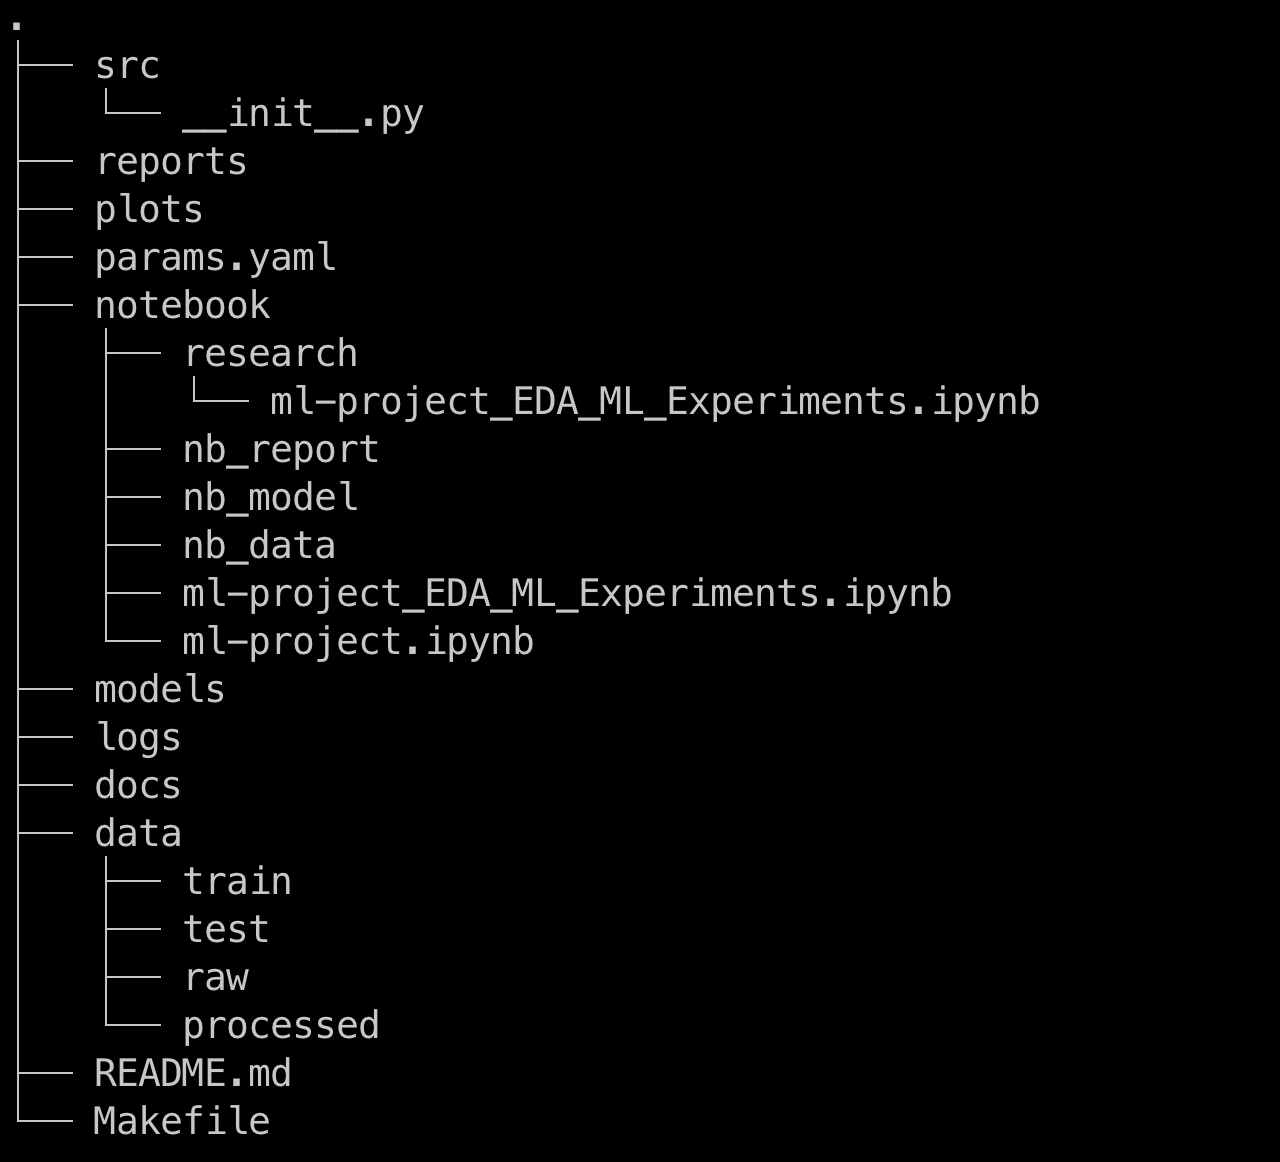 .
├── src
│   └── __init__.py
├── reports
├── plots
├── params.yaml
├── notebook
│   ├── research
│   │   └── ml-project_EDA_ML_Experiments.ipynb
│   ├── nb_report
│   ├── nb_model
│   ├── nb_data
│   ├── ml-project_EDA_ML_Experiments.ipynb
│   └── ml-project.ipynb
├── models
├── logs
├── docs
├── data
│   ├── train
│   ├── test
│   ├── raw
│   └── processed
├── README.md
└── Makefile